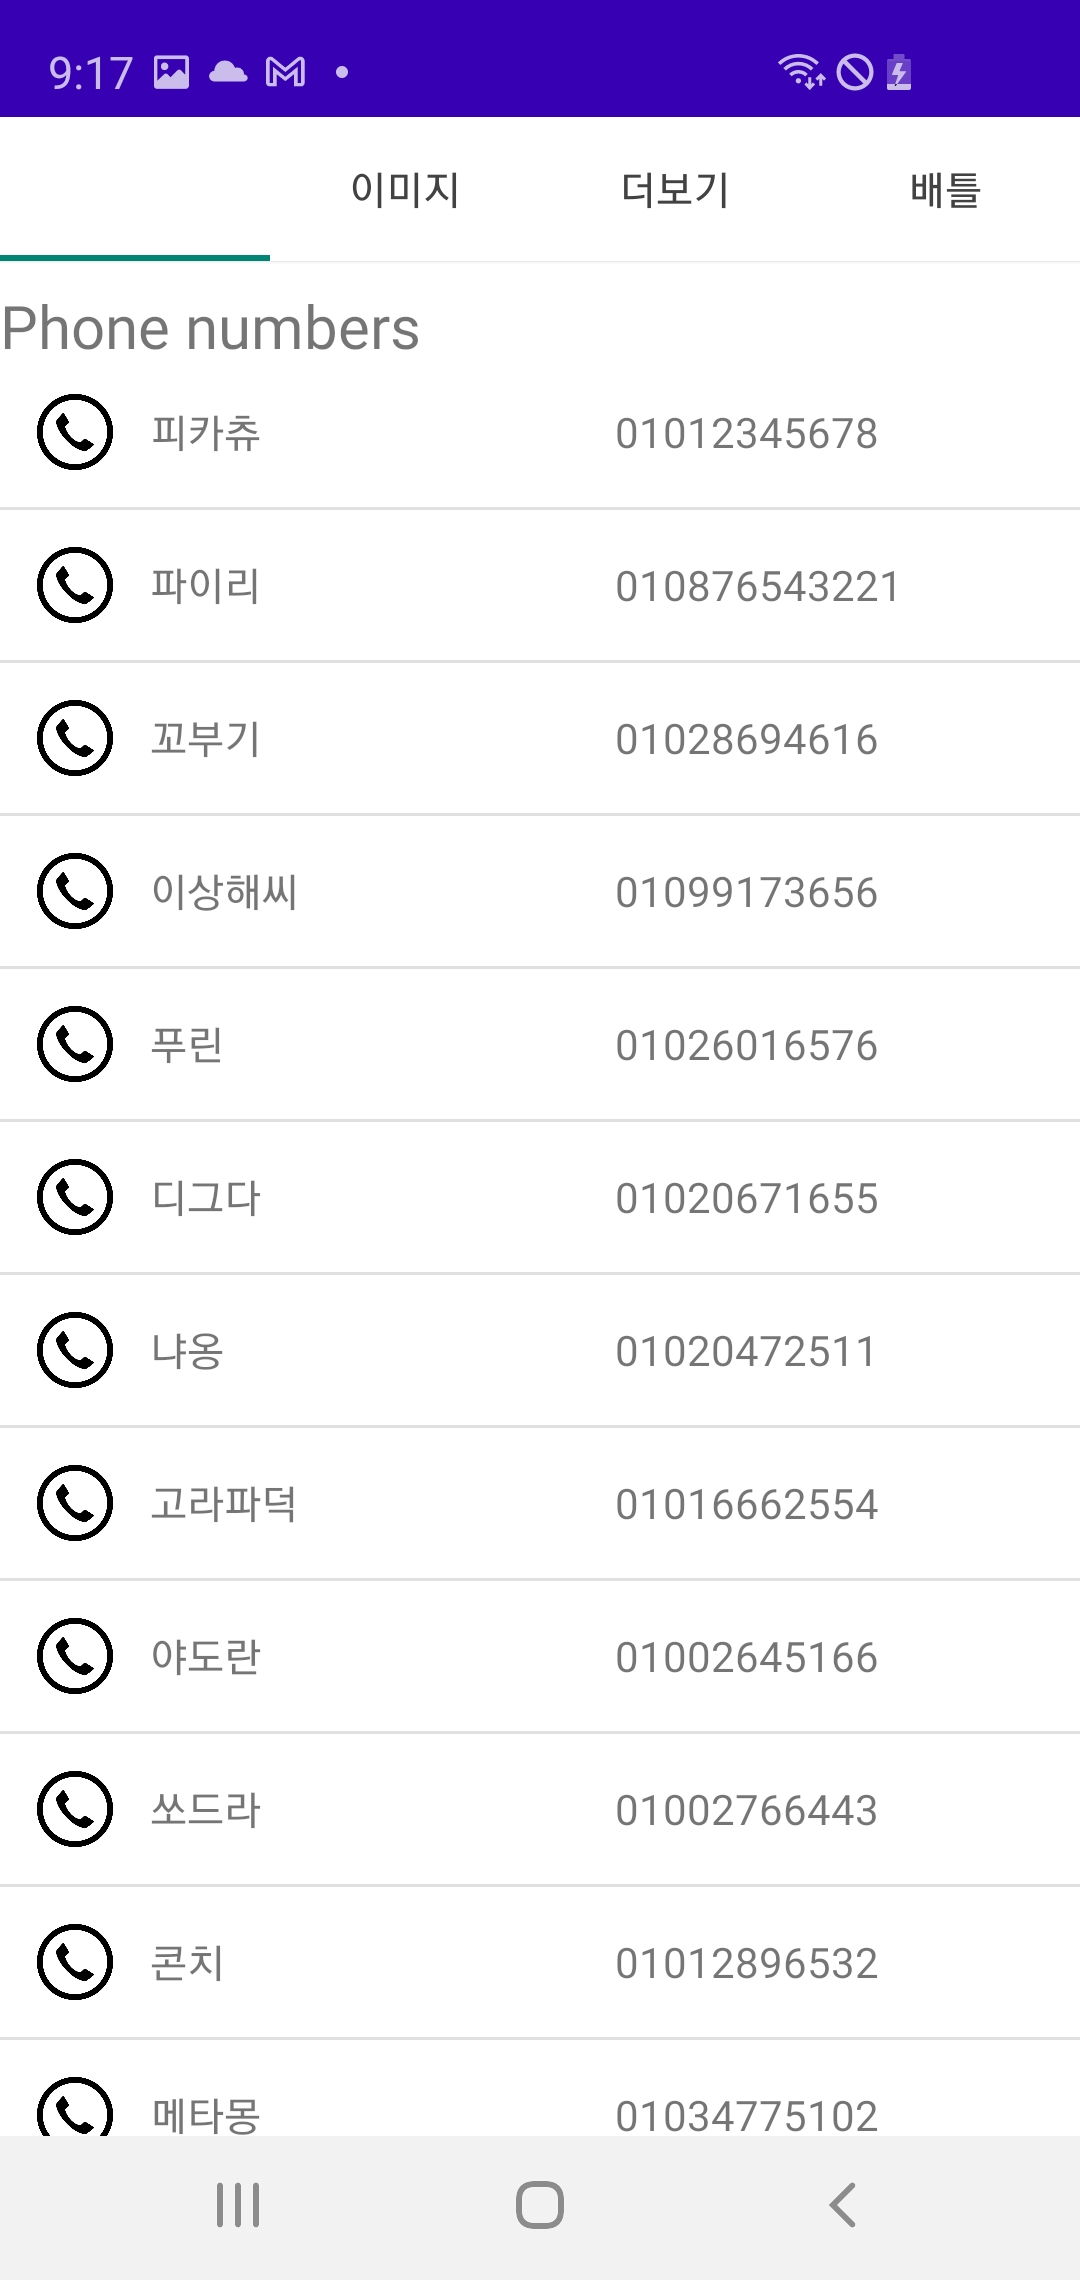 9:17
이미지 더보기 배틀
Phone numbers
피카츄 01012345678
파이리 010876543221
꼬부기 01028694616
이상해씨 01099173656
푸린 01026016576
디그다 01020671655
냐옹 01020472511
고라파덕 01016662554
야도란 01002645166
쏘드라 01002766443
콘치 01012896532
메타몽 01034775102